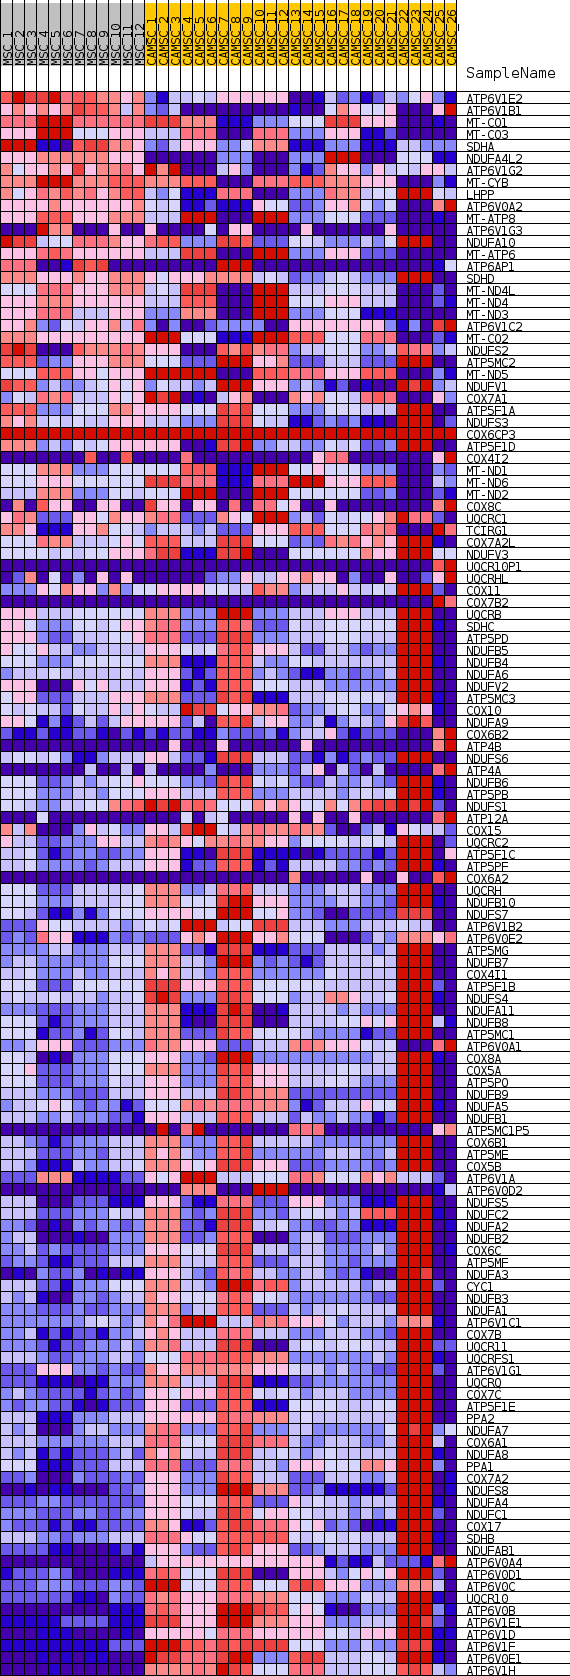 MSC_1
MSC_2
MSC_3
MSC_4
MSC_5
MSC_6
MSC_7
MSC_8
MSC_9
MSC_10
MSC_11
MSC_12
CAMSC_1
CAMSC_2
CAMSC_3
CAMSC_4
CAMSC_5
CAMSC_6
CAMSC_7
CAMSC_8
CAMSC_9
CAMSC_10
CAMSC_11
CAMSC_12
CAMSC_13
CAMSC_14
CAMSC_15
CAMSC_16
CAMSC_17
CAMSC_18
CAMSC_19
CAMSC_20
CAMSC_21
CAMSC_22
CAMSC_23
CAMSC_24
CAMSC_25
CAMSC_26
SampleName
ATP6V1E2
ATP6V1B1
MT-CO1
MT-CO3
SDHA
NDUFA4L2
ATP6V1G2
MT-CYB
LHPP
ATP6V0A2
MT-ATP8
ATP6V1G3
NDUFA10
MT-ATP6
ATP6AP1
SDHD
MT-ND4L
MT-ND4
MT-ND3
ATP6V1C2
MT-CO2
NDUFS2
ATP5MC2
MT-ND5
NDUFV1
COX7A1
ATP5F1A
NDUFS3
COX6CP3
ATP5F1D
COX4I2
MT-ND1
MT-ND6
MT-ND2
COX8C
UQCRC1
TCIRG1
COX7A2L
NDUFV3
UQCR10P1
UQCRHL
COX11
COX7B2
UQCRB
SDHC
ATP5PD
NDUFB5
NDUFB4
NDUFA6
NDUFV2
ATP5MC3
COX10
NDUFA9
COX6B2
ATP4B
NDUFS6
ATP4A
NDUFB6
ATP5PB
NDUFS1
ATP12A
COX15
UQCRC2
ATP5F1C
ATP5PF
COX6A2
UQCRH
NDUFB10
NDUFS7
ATP6V1B2
ATP6V0E2
ATP5MG
NDUFB7
COX4I1
ATP5F1B
NDUFS4
NDUFA11
NDUFB8
ATP5MC1
ATP6V0A1
COX8A
COX5A
ATP5PO
NDUFB9
NDUFA5
NDUFB1
ATP5MC1P5
COX6B1
ATP5ME
COX5B
ATP6V1A
ATP6V0D2
NDUFS5
NDUFC2
NDUFA2
NDUFB2
COX6C
ATP5MF
NDUFA3
CYC1
NDUFB3
NDUFA1
ATP6V1C1
COX7B
UQCR11
UQCRFS1
ATP6V1G1
UQCRQ
COX7C
ATP5F1E
PPA2
NDUFA7
COX6A1
NDUFA8
PPA1
COX7A2
NDUFS8
NDUFA4
NDUFC1
COX17
SDHB
NDUFAB1
ATP6V0A4
ATP6V0D1
ATP6V0C
UQCR10
ATP6V0B
ATP6V1E1
ATP6V1D
ATP6V1F
ATP6V0E1
ATP6V1H